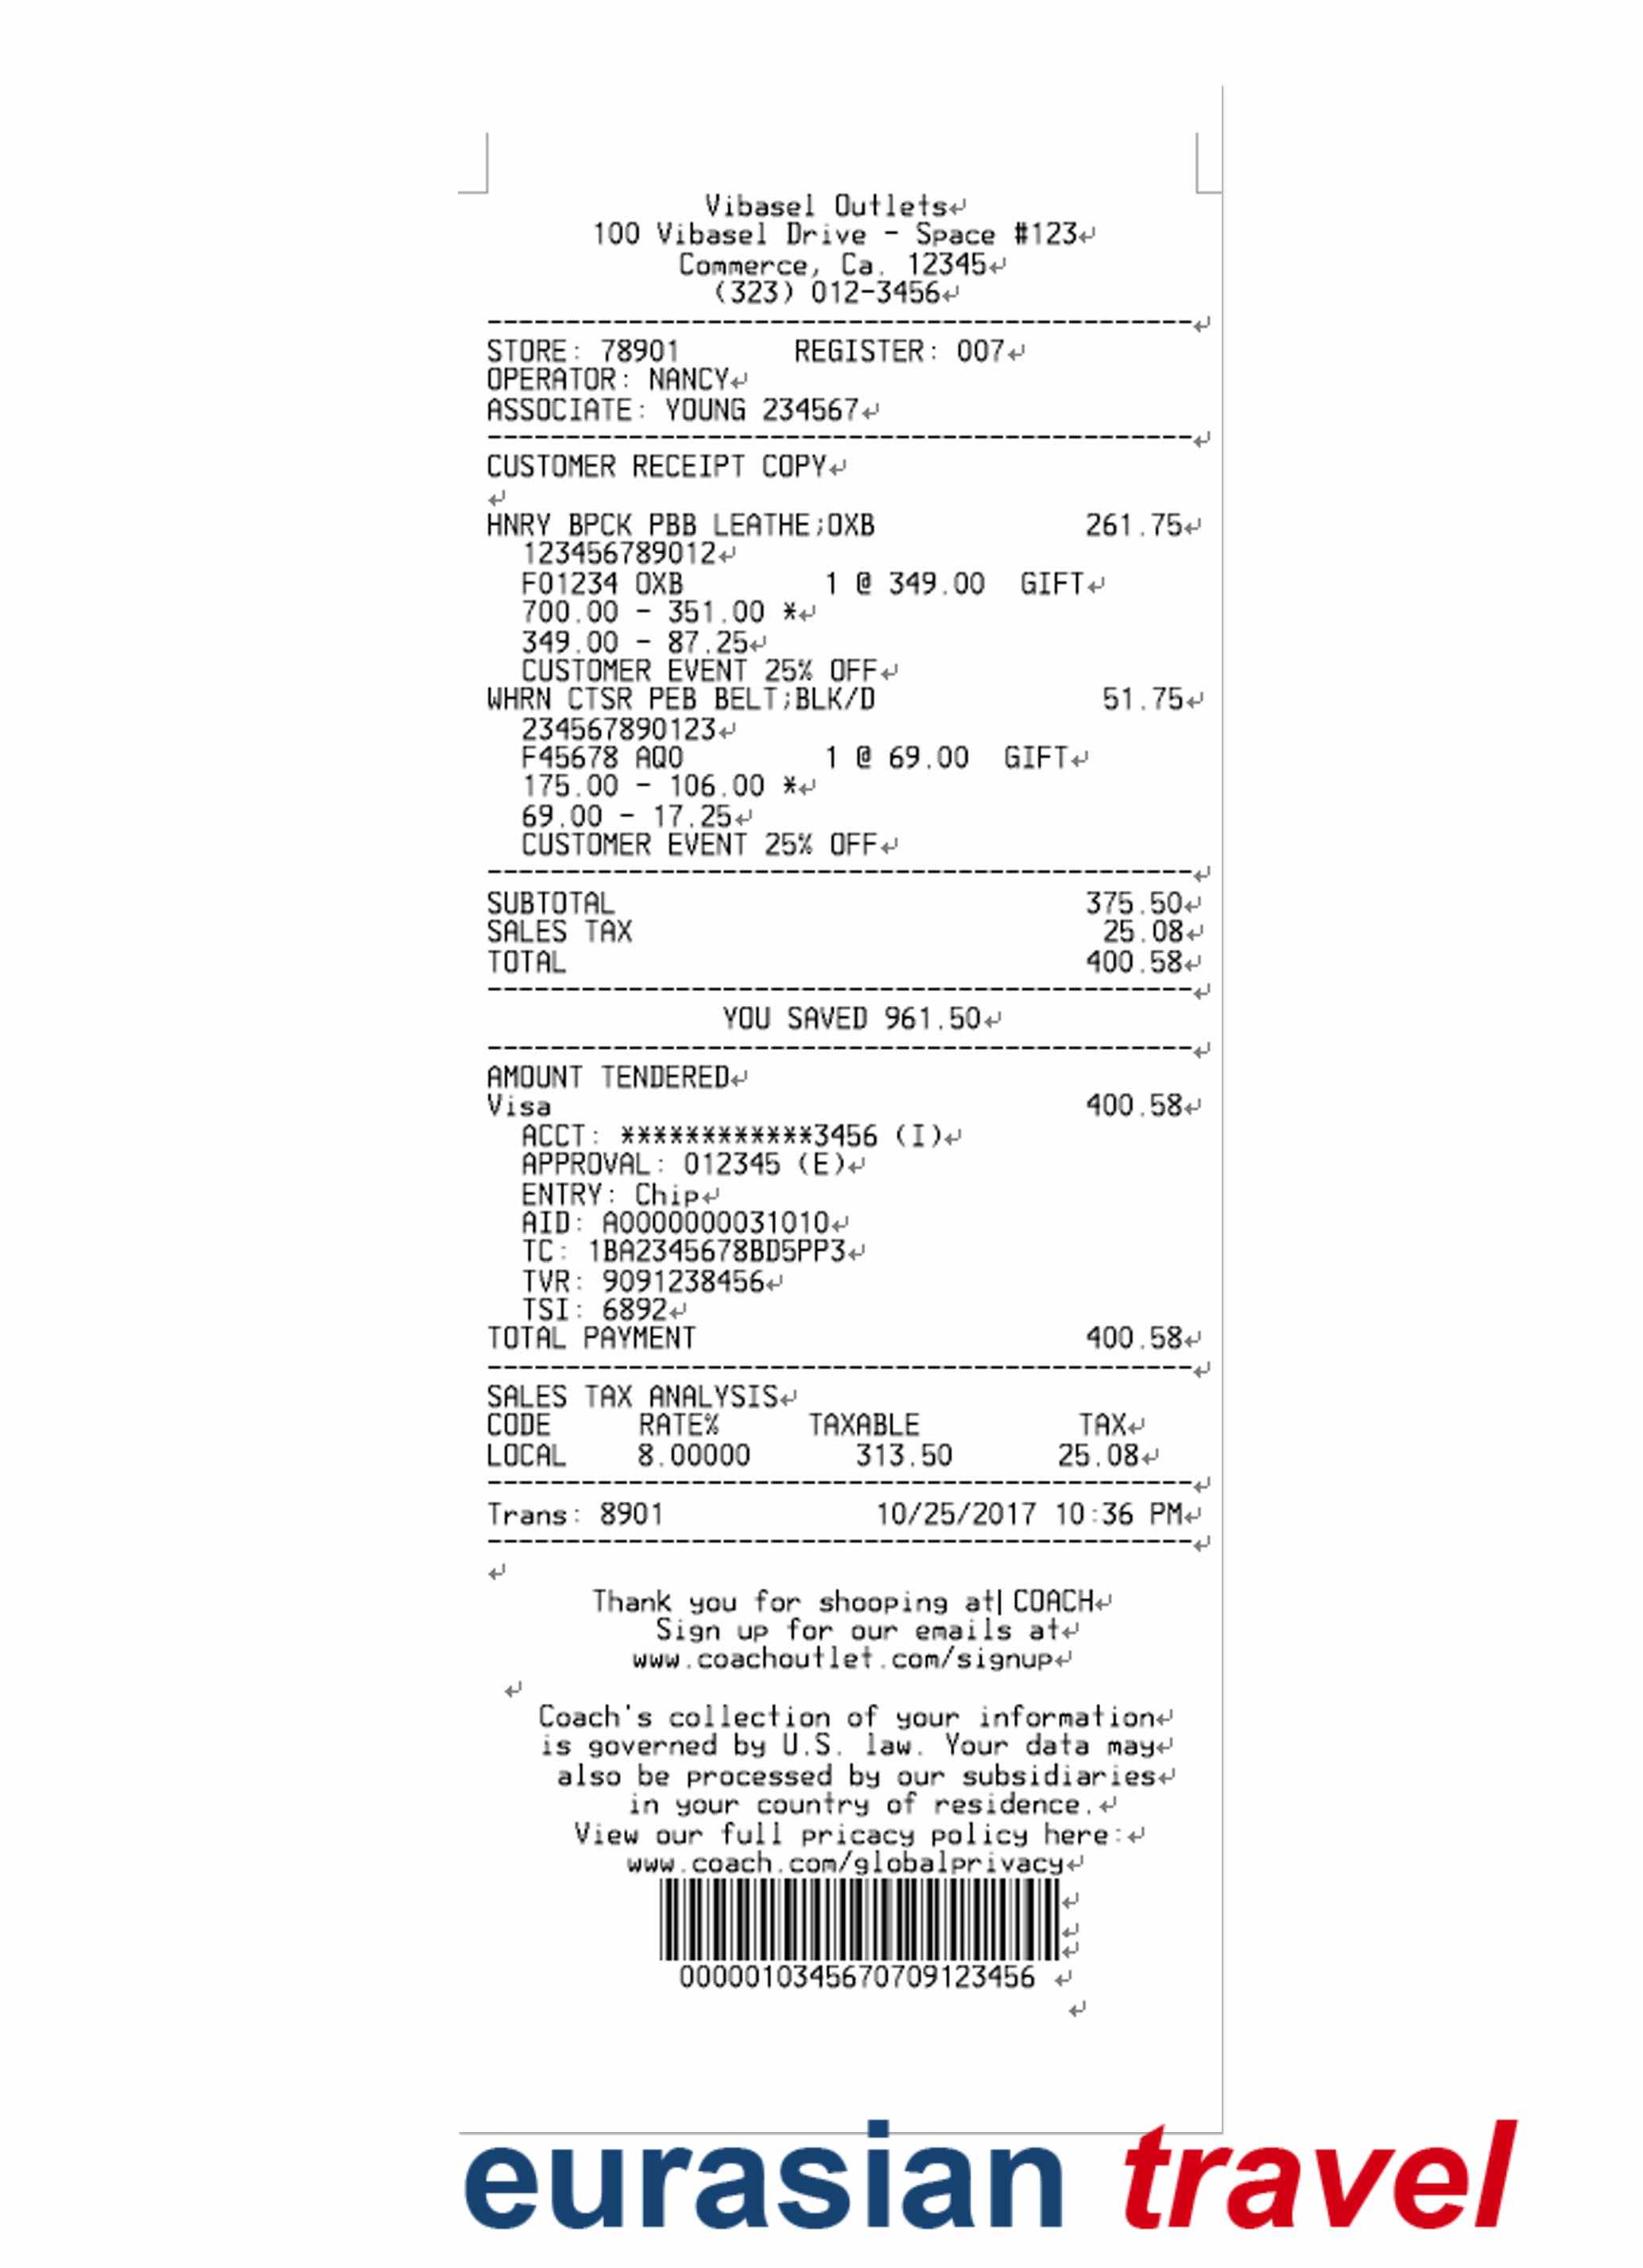 Vibasel Outlets
100 Vibasel Drive - Space #123
Commerce, Ca. 12345
(323) 012-3456
STORE: 78901 REGISTER: 007
OPERATOR: NANCY
ASSOCIATE: YOUNG 234567
CUSTOMER RECEIPT COPY
HNRY BPCK PBB LEATHE;OXB 261.75
123456789012
F01234 OXB 1 @ 349.00 GIFT
700.00 - 351.00 *
349.00 - 87.25
CUSTOMER EVENT 25% OFF
WHRN CTSR PEB BELT;BLK/D 51.75
234567890123
F45678 AQO 1 @ 69.00 GIFT
175.00 - 106.00 *
69.00 - 17.25
CUSTOMER EVENT 25% OFF
SUBTOTAL 375.50
SALES TAX 25.08
TOTAL 400.58
YOU SAVED 961.50
AMOUNT TENDERED
Visa 400.58
ACCT: ************3456 (I)
APPROVAL: 012345 (E)
ENTRY: Chip
AID: A0000000031010
TC: 1BA2345678BD5PP3
TVR: 9091238456
TSI: 6892
TOTAL PAYMENT 400.58
SALES TAX ANALYSIS
CODE RATE% TAXABLE TAX
LOCAL 8.00000 313.50 25.08
Trans: 8901 10/25/2017 10:36 PM
Thank you for shooping at COACH
Sign up for our emails at
www.coachoutlet.com/signup
Coach's collection of your information
is governed by U.S. law. Your data may
also be processed by our subsidiaries
in your country of residence.
View our full pricacy policy here:
www.coach.com/globalprivacy
0000010345670709123456
eurasian travel